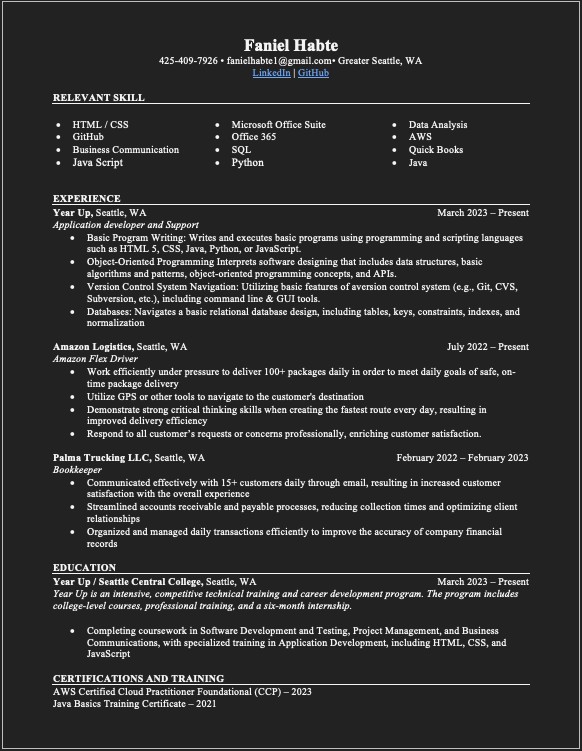 Faniel Habte
425-409-7926 • fanielhabte1@gmail.com• Greater Seattle, WA
LinkedIn | GitHub
RELEVANT SKILL
• HTML / CSS
• GitHub
• Business Communication
• Java Script
• Microsoft Office Suite
• Office 365
• SQL
• Python
• Data Analysis
• AWS
• Quick Books
• Java
EXPERIENCE
Year Up, Seattle, WA March 2023 – Present
Application developer and Support
• Basic Program Writing: Writes and executes basic programs using programming and scripting languages
such as HTML 5, CSS, Java, Python, or JavaScript.
• Object-Oriented Programming Interprets software designing that includes data structures, basic
algorithms and patterns, object-oriented programming concepts, and APIs.
• Version Control System Navigation: Utilizing basic features of aversion control system (e.g., Git, CVS,
Subversion, etc.), including command line & GUI tools.
• Databases: Navigates a basic relational database design, including tables, keys, constraints, indexes, and
normalization
Amazon Logistics, Seattle, WA July 2022 – Present
Amazon Flex Driver
• Work efficiently under pressure to deliver 100+ packages daily in order to meet daily goals of safe, on-
time package delivery
• Utilize GPS or other tools to navigate to the customer's destination
• Demonstrate strong critical thinking skills when creating the fastest route every day, resulting in
improved delivery efficiency
• Respond to all customer's requests or concerns professionally, enriching customer satisfaction.
Palma Trucking LLC, Seattle, WA February 2022 – February 2023
Bookkeeper
• Communicated effectively with 15+ customers daily through email, resulting in increased customer
satisfaction with the overall experience
• Streamlined accounts receivable and payable processes, reducing collection times and optimizing client
relationships
• Organized and managed daily transactions efficiently to improve the accuracy of company financial
records
EDUCATION
Year Up / Seattle Central College, Seattle, WA March 2023 – Present
Year Up is an intensive, competitive technical training and career development program. The program includes
college-level courses, professional training, and a six-month internship.
• Completing coursework in Software Development and Testing, Project Management, and Business
Communications, with specialized training in Application Development, including HTML, CSS, and
JavaScript
CERTIFICATIONS AND TRAINING
AWS Certified Cloud Practitioner Foundational (CCP) – 2023
Java Basics Training Certificate – 2021